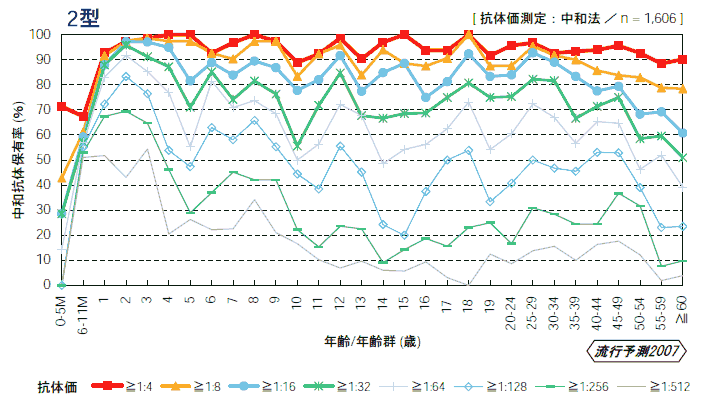 2型
[ 抗体価測定：中和法 ／ n = 1,606 ]
中和抗体保有率 (%)
100
90
80
70
60
50
40
30
20
10
0
0-5M 6-11M 1 2 3 4 5 6 7 8 9 10 11 12 13 14 15 16 17 18 19 20-24 25-29 30-34 35-39 40-44 45-49 50-54 55-59 ≧60
年齢/年齢群 (歳)
流行予測2007
抗体価 ≧1:4 ≧1:8 ≧1:16 ≧1:32 ≧1:64 ≧1:128 ≧1:256 ≧1:512